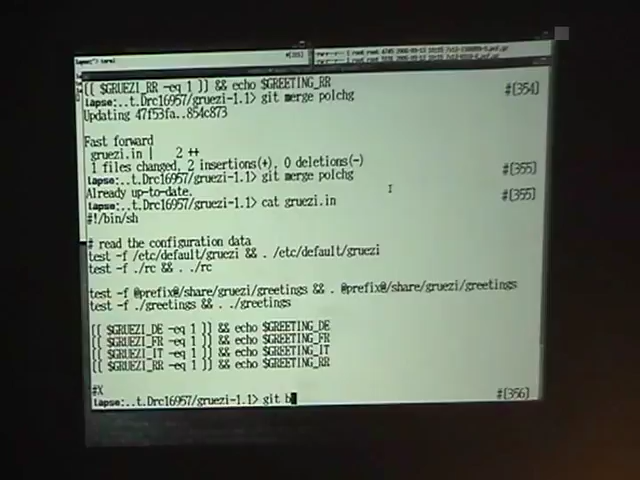 [[ $GRUEZI_RR -eq 1 ]] && echo $GREETING_RR
lapse:..t.Drc16957/gruezi-1.1> git merge polchg #[354]
Updating 47f53fa..854c873
Fast forward
gruezi.in | 2 ++
1 files changed, 2 insertions(+), 0 deletions(-)
lapse:..t.Drc16957/gruezi-1.1> git merge polchg #[355]
Already up-to-date.
lapse:..t.Drc16957/gruezi-1.1> cat gruezi.in #[355]
#!/bin/sh
# read the configuration data
test -f /etc/default/gruezi && . /etc/default/gruezi
test -f ./rc && . ./rc
test -f @prefix@/share/gruezi/greetings && . @prefix@/share/gruezi/greetings
test -f ./greetings && . ./greetings
[[ $GRUEZI_DE -eq 1 ]] && echo $GREETING_DE
[[ $GRUEZI_FR -eq 1 ]] && echo $GREETING_FR
[[ $GRUEZI_IT -eq 1 ]] && echo $GREETING_IT
[[ $GRUEZI_RR -eq 1 ]] && echo $GREETING_RR
#X
lapse:..t.Drc16957/gruezi-1.1> git b #[356]